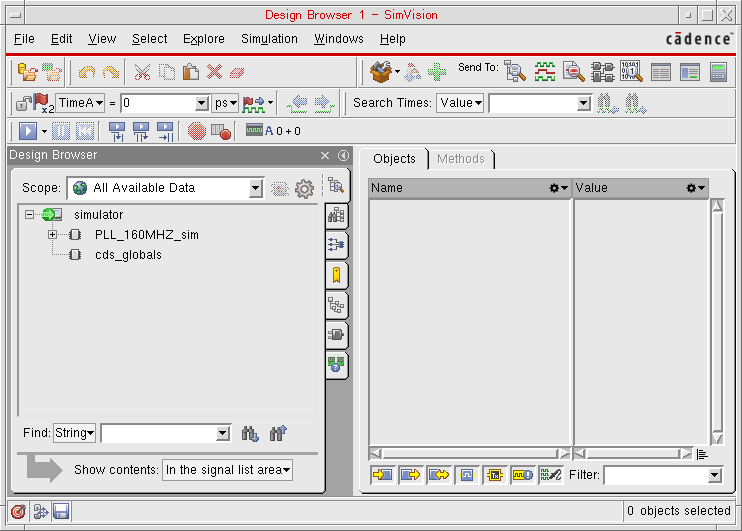 Design Browser 1 - SimVision
File Edit View Select Explore Simulation Windows Help
cādence™
Send To:
x2 TimeA = 0 ps Search Times: Value
A 0 + 0
Design Browser
Objects Methods
Scope: All Available Data
Name Value
simulator
PLL_160MHZ_sim
cds_globals
Find: String
Show contents: In the signal list area
Filter:
0 objects selected